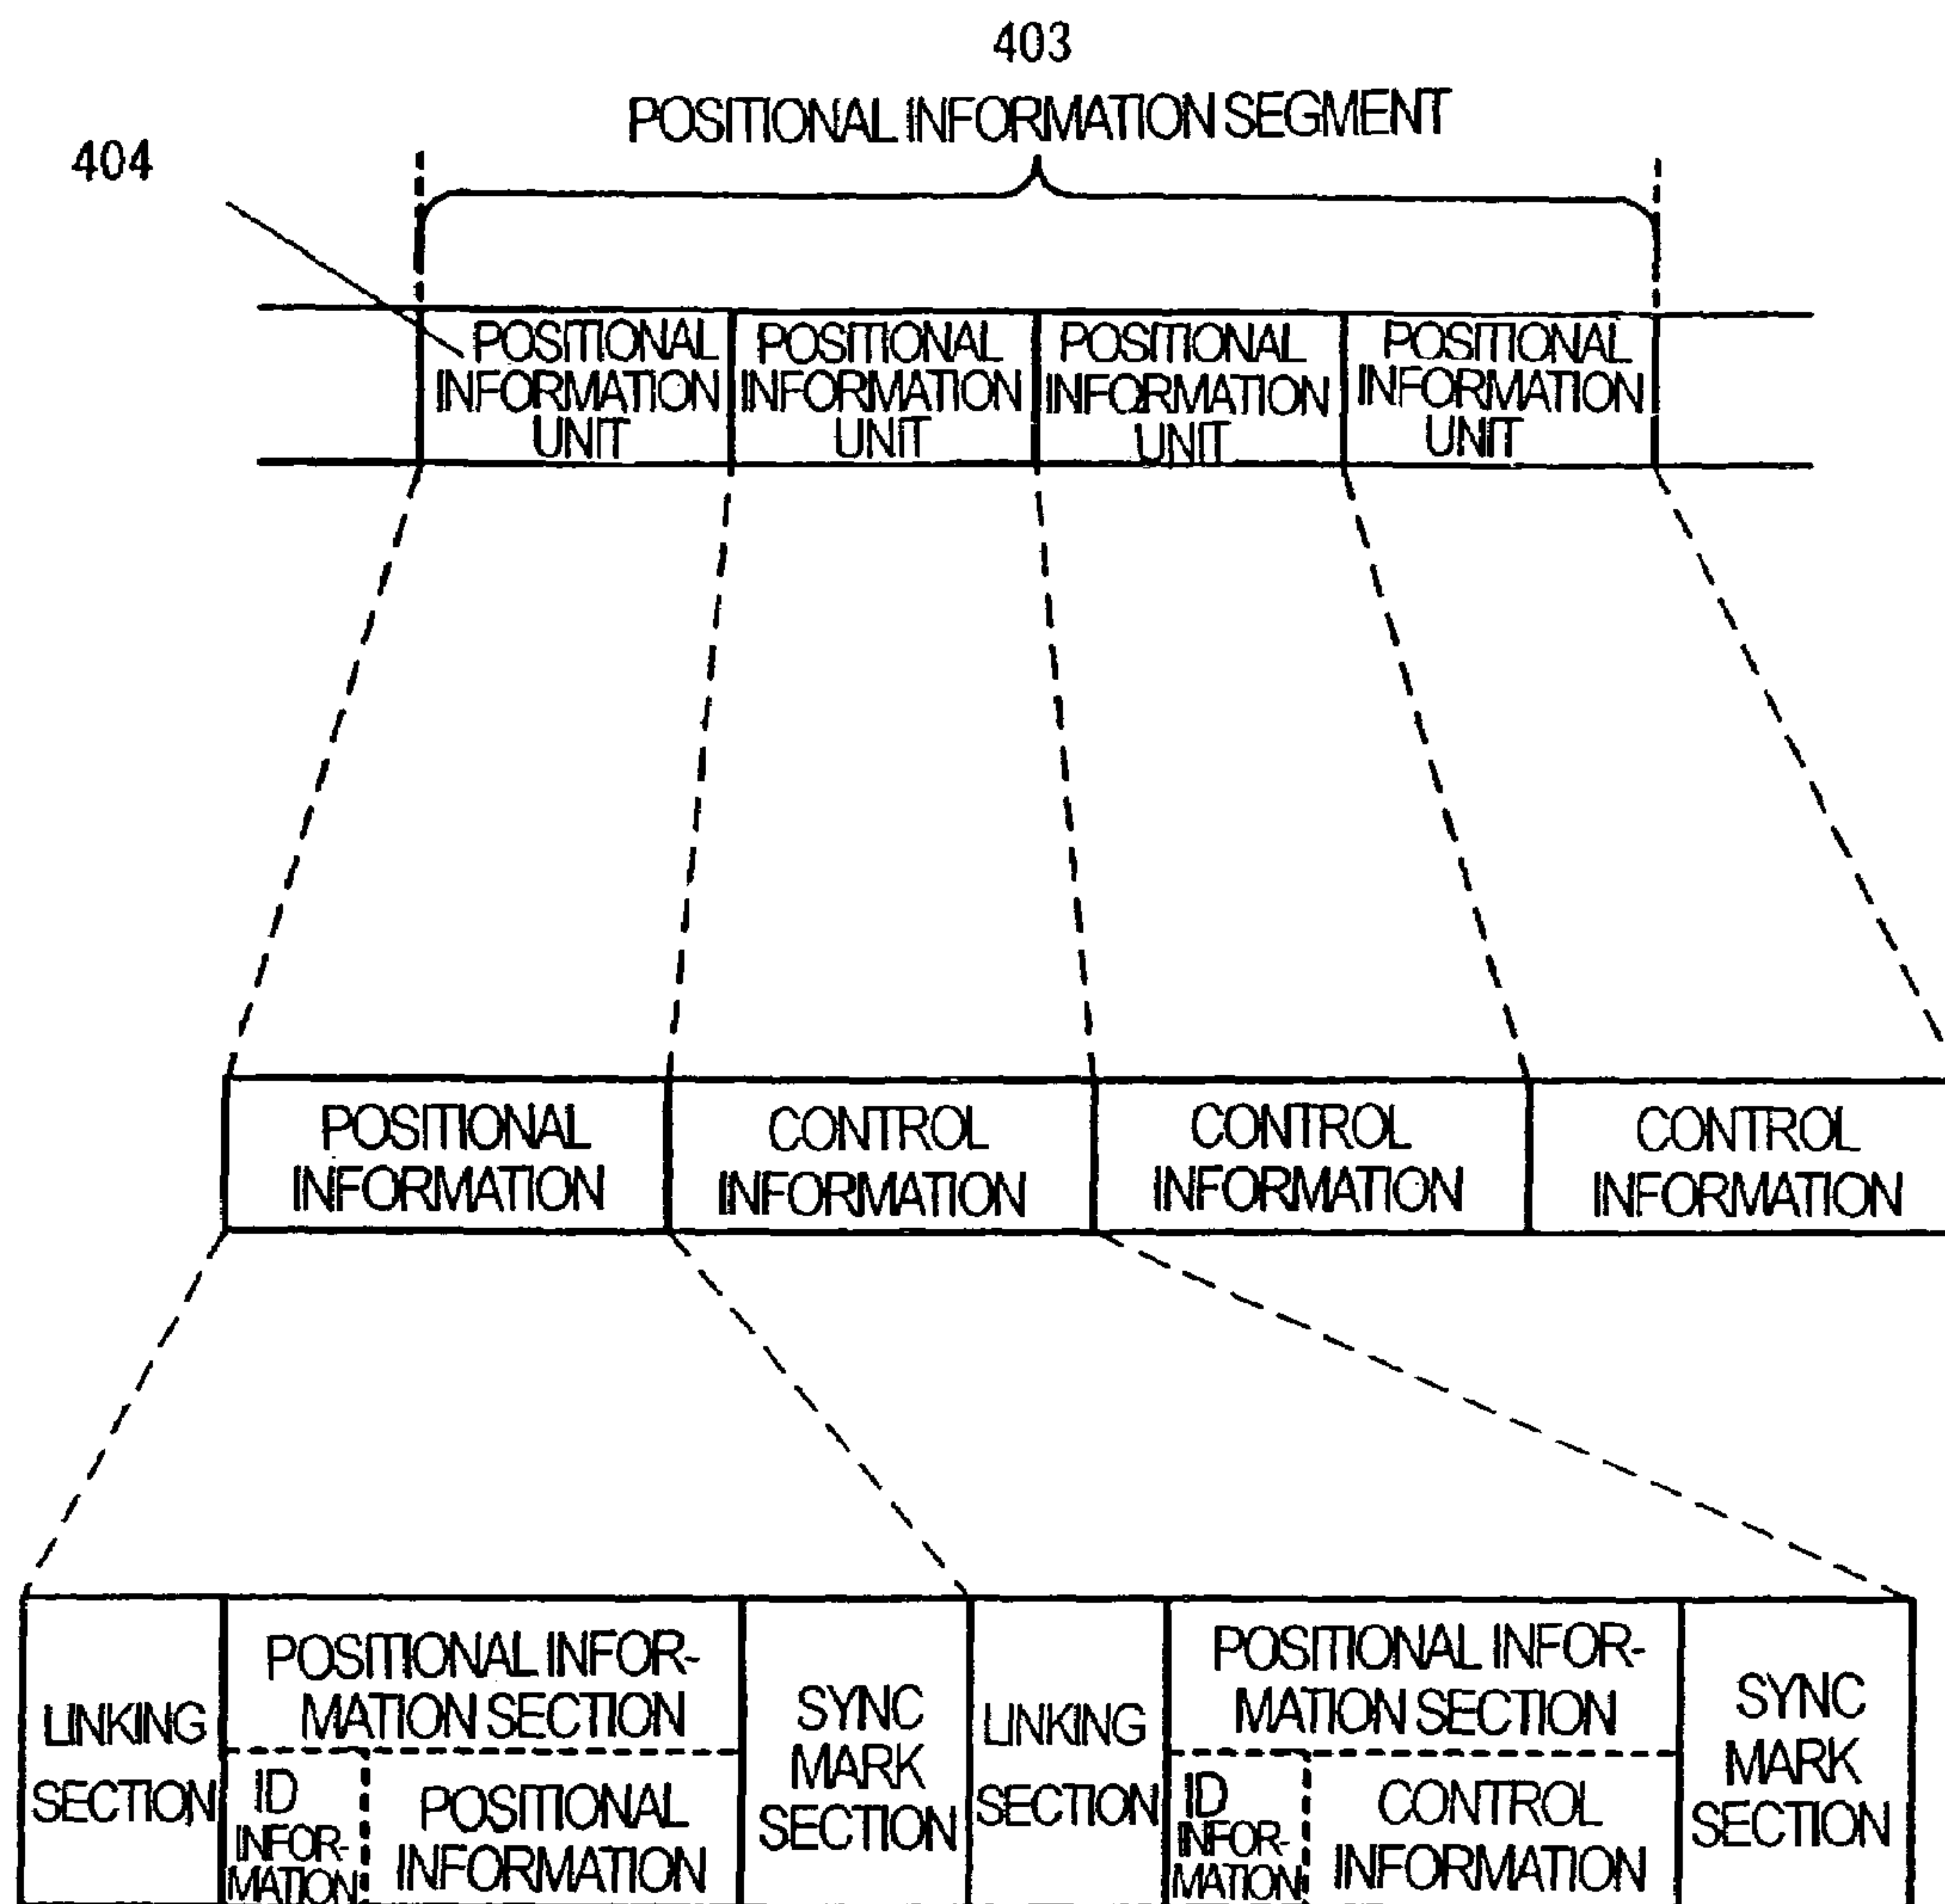 403
POSITIONAL INFORMATION SEGMENT
404
POSITIONAL
INFORMATION
UNIT
POSITIONAL
INFORMATION
UNIT
POSITIONAL
INFORMATION
UNIT
POSITIONAL
INFORMATION
UNIT
POSITIONAL
INFORMATION
CONTROL
INFORMATION
CONTROL
INFORMATION
CONTROL
INFORMATION
LINKING
SECTION
POSITIONAL INFOR-
MATION SECTION
ID
INFOR-
MATION
POSITIONAL
INFORMATION
SYNC
MARK
SECTION
LINKING
SECTION
POSITIONAL INFOR-
MATION SECTION
ID
INFOR-
MATION
CONTROL
INFORMATION
SYNC
MARK
SECTION